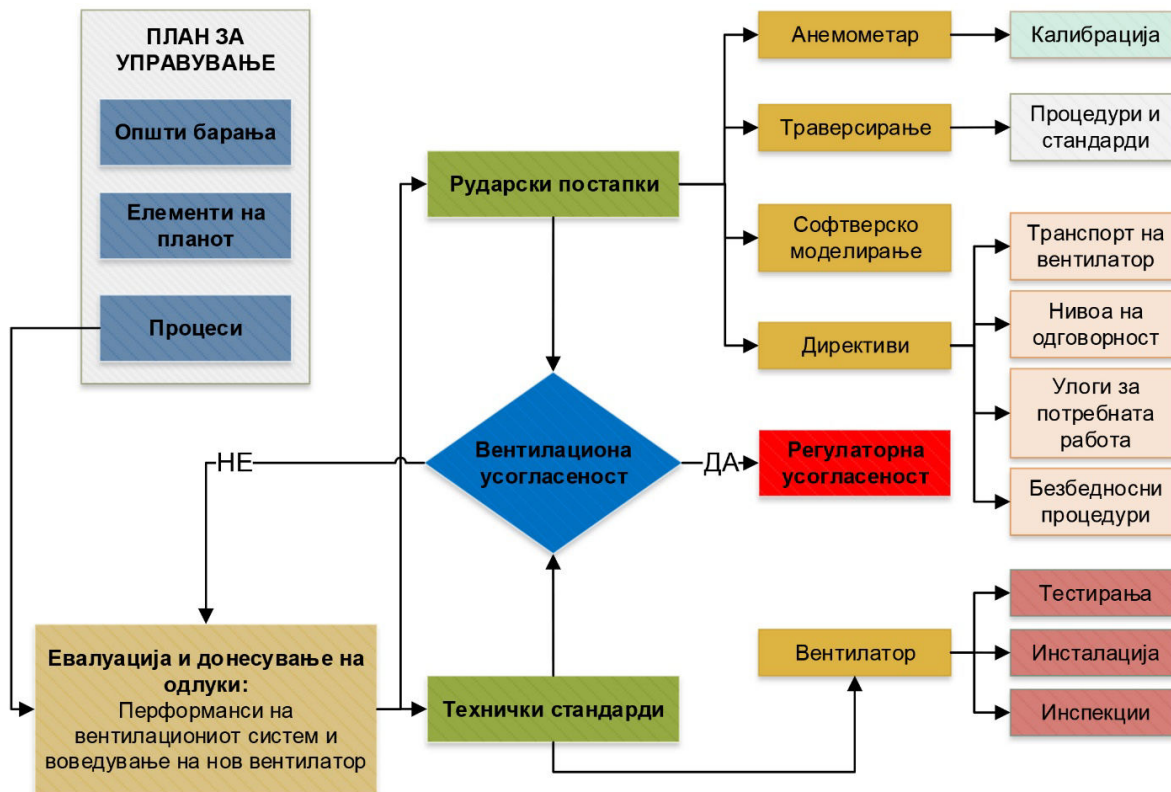 ПЛАН ЗА
УПРАВУВАЊЕ
Општи барања
Елементи на
планот
Процеси
Рударски постапки
Анемометар
Калибрација
Траверсирање
Процедури и
стандарди
Софтверско
моделирање
Директиви
Транспорт на
вентилатор
Нивоа на
одговорност
Улоги за
потребната
работа
Безбедносни
процедури
НЕ
Вентилациона
усогласеност
ДА
Регулаторна
усогласеност
Евалуација и донесување на
одлуки:
Перформанси на
вентилациониот систем и
воведување на нов вентилатор
Технички стандарди
Вентилатор
Тестирања
Инсталација
Инспекции